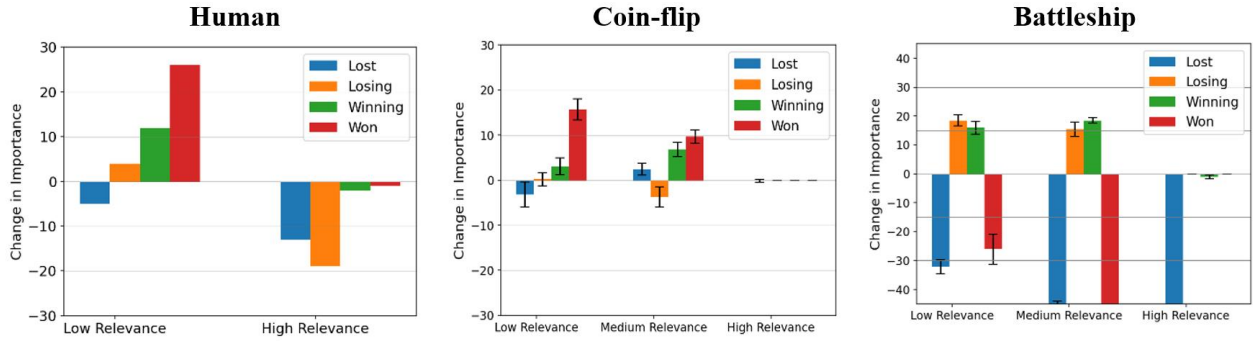 Human
Change in Importance
30
20
10
0
−10
−20
−30
Lost
Losing
Winning
Won
Low Relevance
High Relevance
Coin-flip
Change in Importance
30
20
10
0
−10
−20
−30
Lost
Losing
Winning
Won
Low Relevance
Medium Relevance
High Relevance
Battleship
Change in Importance
40
30
20
10
0
−10
−20
−30
−40
Lost
Losing
Winning
Won
Low Relevance
Medium Relevance
High Relevance